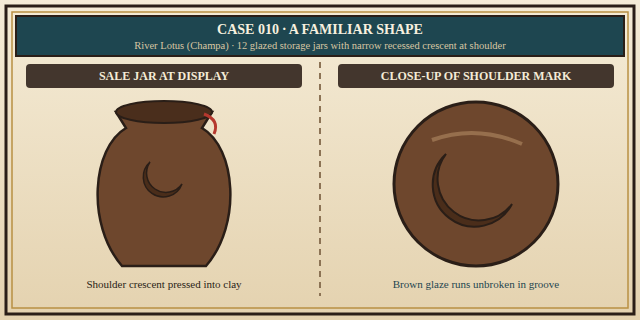 CASE 010 · A FAMILIAR SHAPE
River Lotus (Champa) · 12 glazed storage jars with narrow recessed crescent at shoulder
SALE JAR AT DISPLAY
CLOSE-UP OF SHOULDER MARK
Shoulder crescent pressed into clay
Brown glaze runs unbroken in groove